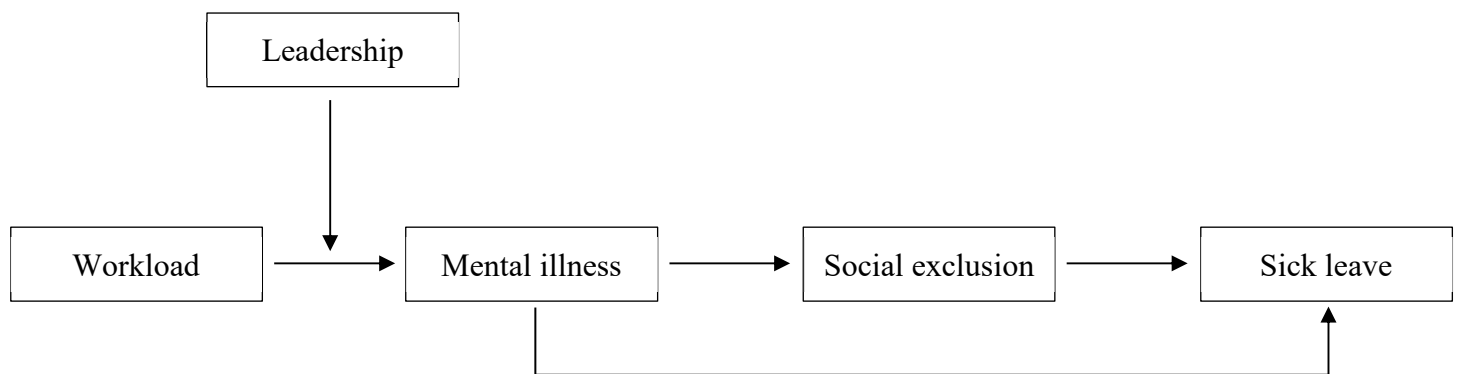 Leadership
Workload
Mental illness
Social exclusion
Sick leave